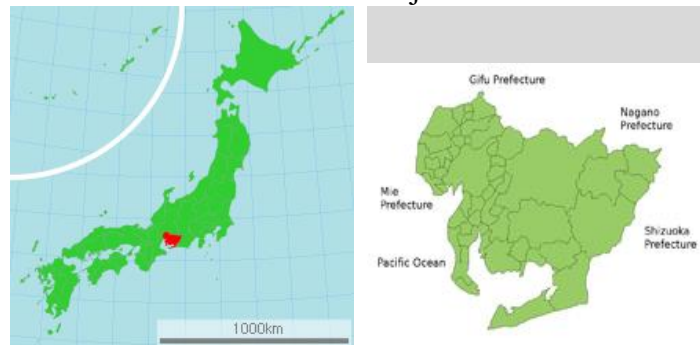 1000km
Gifu Prefecture
Nagano
Prefecture
Mie
Prefecture
Shizuoka
Prefecture
Pacific Ocean